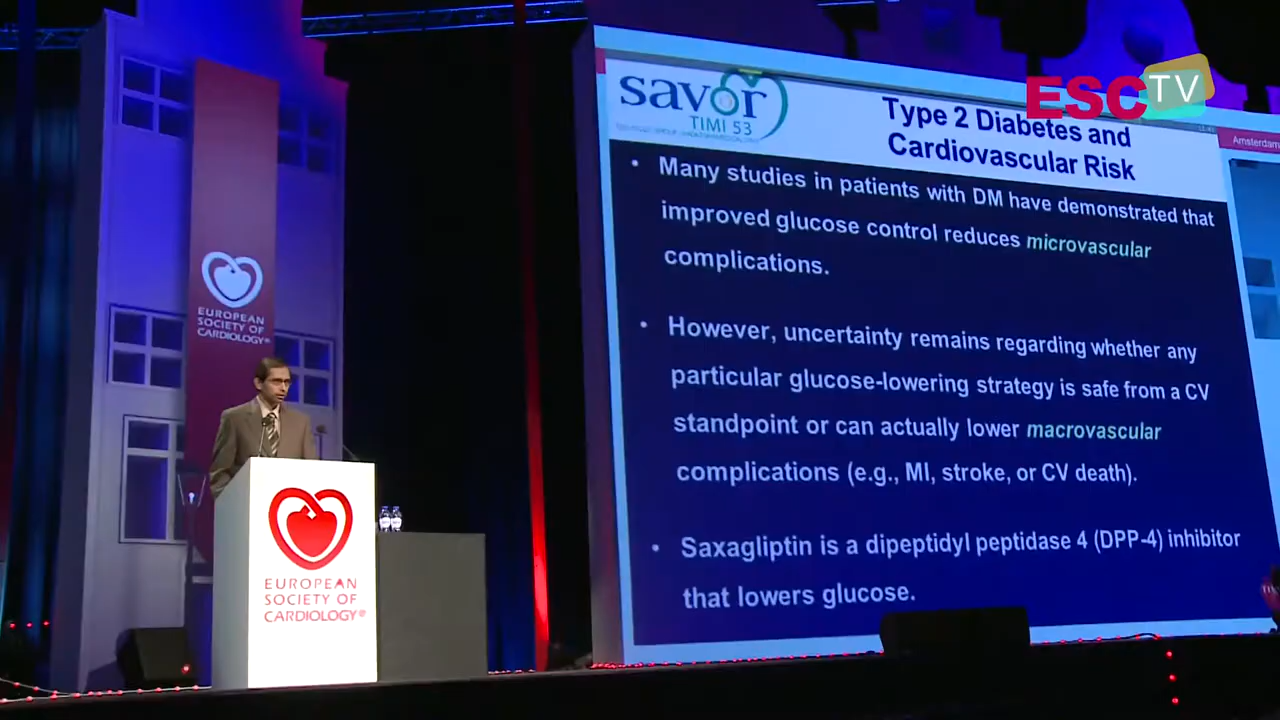 ESC TV
savor
TIMI 53
Type 2 Diabetes and
Cardiovascular Risk
Amsterdam
• Many studies in patients with DM have demonstrated that
improved glucose control reduces microvascular
complications.
• However, uncertainty remains regarding whether any
particular glucose-lowering strategy is safe from a CV
standpoint or can actually lower macrovascular
complications (e.g., MI, stroke, or CV death).
• Saxagliptin is a dipeptidyl peptidase 4 (DPP-4) inhibitor
that lowers glucose.
EUROPEAN
SOCIETY OF
CARDIOLOGY®
EUROPEAN
SOCIETY OF
CARDIOLOGY®